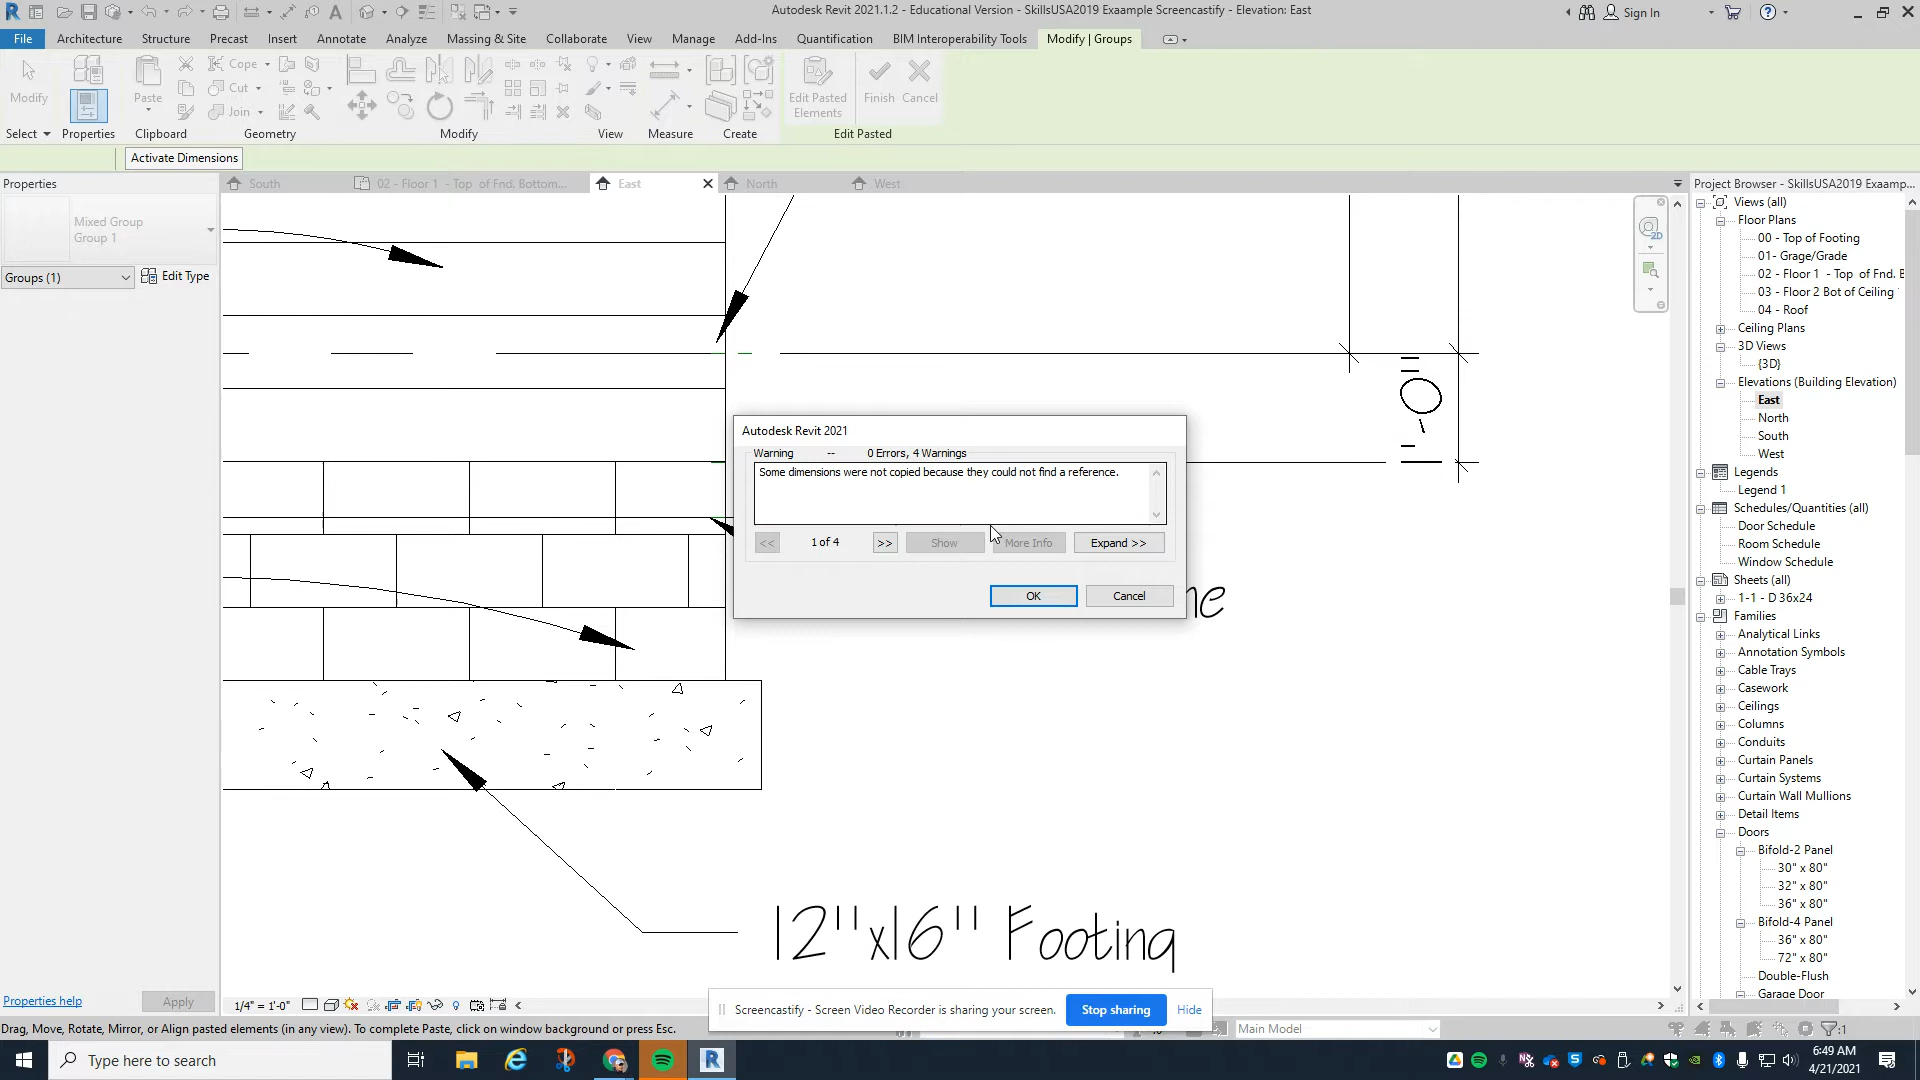 Autodesk Revit 2021.1.2 - Educational Version - SkillsUSA2019 Exaample Screencastify - Elevation: East
Sign In
File Architecture Structure Precast Insert Annotate Analyze Massing & Site Collaborate View Manage Add-Ins Quantification BIM Interoperability Tools Modify | Groups
Modify
Paste
Cope
Cut
Join
Edit Pasted Elements
Finish
Cancel
Select Properties Clipboard Geometry Modify View Measure Create Edit Pasted
Activate Dimensions
Properties
South
02 - Floor 1 - Top of Fnd. Bottom...
East
North
West
Project Browser - SkillsUSA2019 Exaamp...
Mixed Group
Group 1
Groups (1)
Edit Type
2D
Views (all)
Floor Plans
00 - Top of Footing
01- Grage/Grade
02 - Floor 1 - Top of Fnd. B
03 - Floor 2 Bot of Ceiling
04 - Roof
Ceiling Plans
3D Views
{3D}
Elevations (Building Elevation)
East
North
South
West
Legends
Legend 1
Schedules/Quantities (all)
Door Schedule
Room Schedule
Window Schedule
Sheets (all)
1-1 - D 36x24
Families
Analytical Links
Annotation Symbols
Cable Trays
Casework
Ceilings
Columns
Conduits
Curtain Panels
Curtain Systems
Curtain Wall Mullions
Detail Items
Doors
Bifold-2 Panel
30" x 80"
32" x 80"
36" x 80"
Bifold-4 Panel
36" x 80"
72" x 80"
Double-Flush
Garage Door
Autodesk Revit 2021
Warning -- 0 Errors, 4 Warnings
Some dimensions were not copied because they could not find a reference.
<< 1 of 4 >> Show More Info Expand >>
OK Cancel
ne
12"x16" Footing
Properties help
Apply
1/4" = 1'-0"
Screencastify - Screen Video Recorder is sharing your screen.
Stop sharing
Hide
Drag, Move, Rotate, Mirror, or Align pasted elements (in any view). To complete Paste, click on window background or press Esc.
Main Model
:1
Type here to search
6:49 AM
4/21/2021